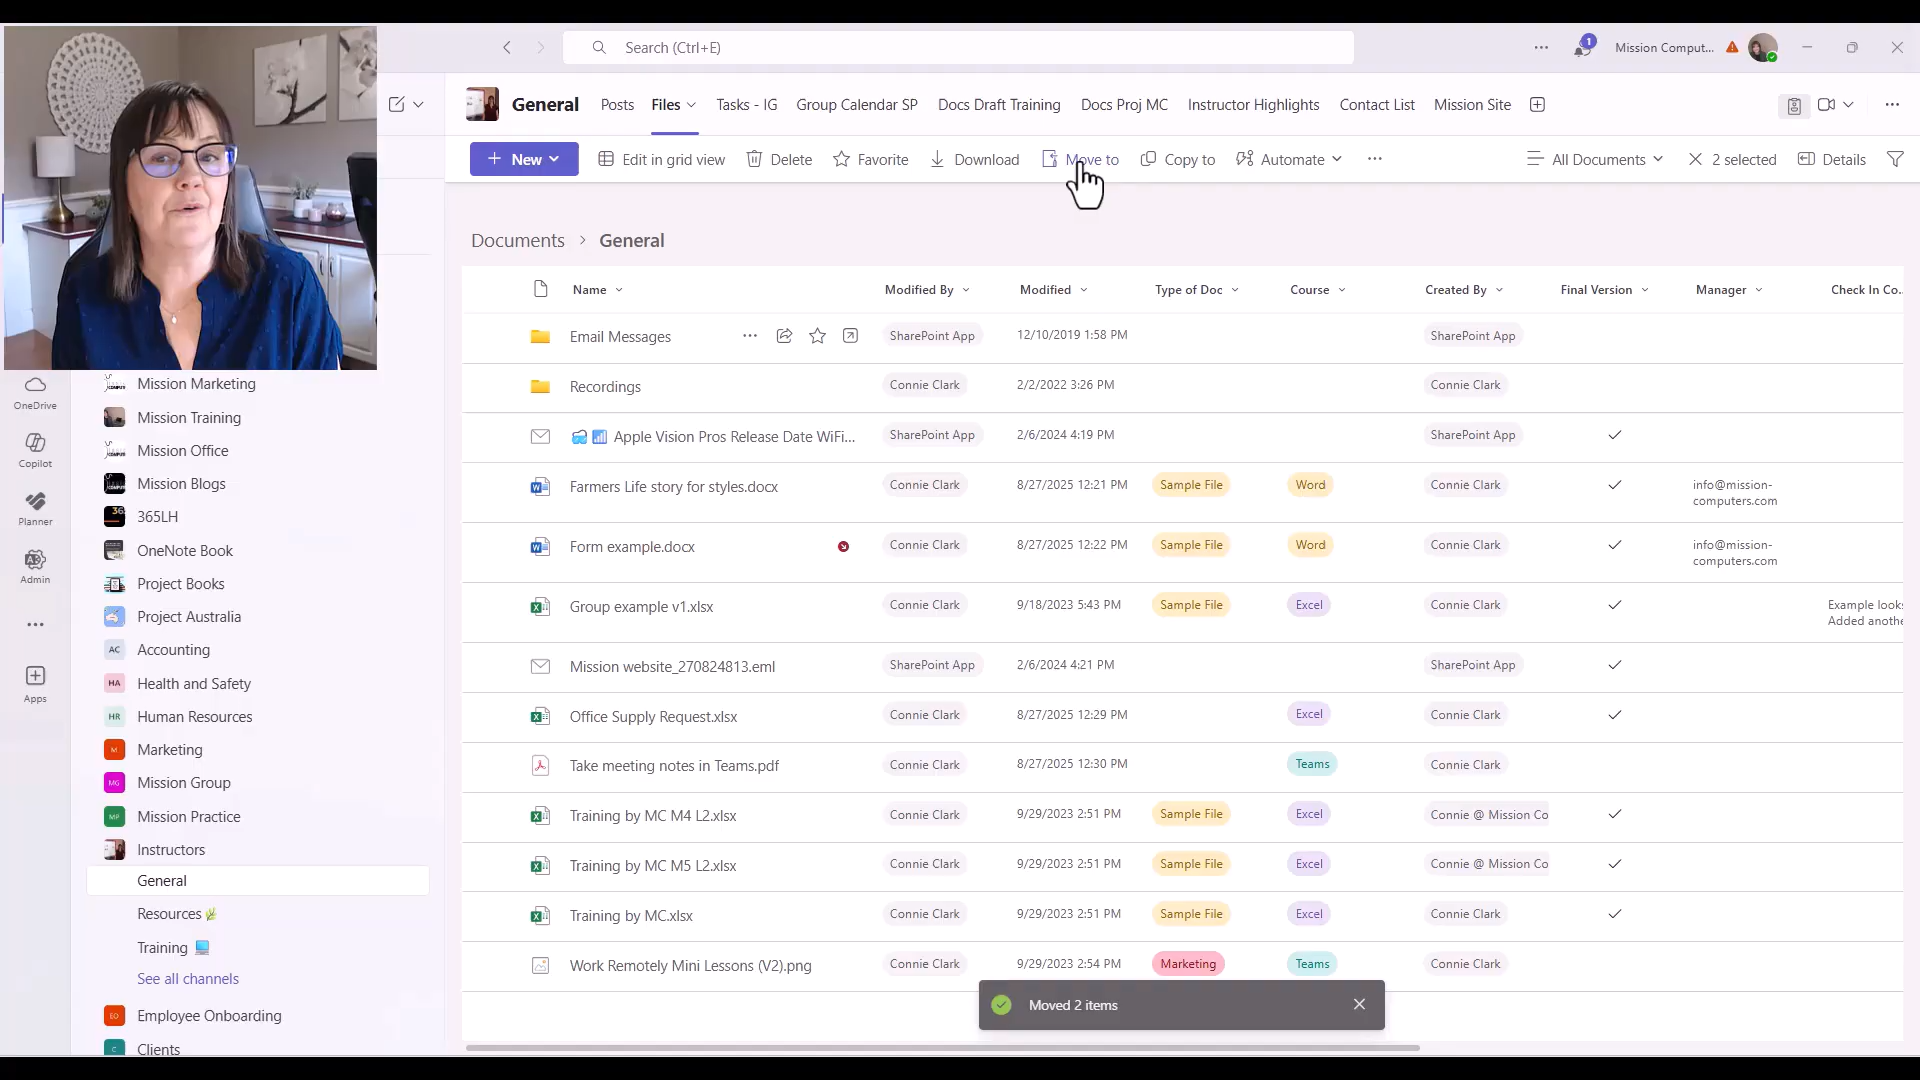 Search (Ctrl+E)
1
Mission Comput...
General
Posts
Files
Tasks - IG
Group Calendar SP
Docs Draft Training
Docs Proj MC
Instructor Highlights
Contact List
Mission Site
New
Edit in grid view
Delete
Favorite
Download
Move to
Copy to
Automate
All Documents
2 selected
Details
Documents > General
Name
Modified By
Modified
Type of Doc
Course
Created By
Final Version
Manager
Check In Co...
Email Messages SharePoint App 12/10/2019 1:58 PM SharePoint App
Recordings Connie Clark 2/2/2022 3:26 PM Connie Clark
Apple Vision Pros Release Date WiFi... SharePoint App 2/6/2024 4:19 PM SharePoint App
Farmers Life story for styles.docx Connie Clark 8/27/2025 12:21 PM Sample File Word Connie Clark info@mission-
computers.com
Form example.docx Connie Clark 8/27/2025 12:22 PM Sample File Word Connie Clark info@mission-
computers.com
Group example v1.xlsx Connie Clark 9/18/2023 5:43 PM Sample File Excel Connie Clark Example looks
Added anothe
Mission website_270824813.eml SharePoint App 2/6/2024 4:21 PM SharePoint App
Office Supply Request.xlsx Connie Clark 8/27/2025 12:29 PM Excel Connie Clark
Take meeting notes in Teams.pdf Connie Clark 8/27/2025 12:30 PM Teams Connie Clark
Training by MC M4 L2.xlsx Connie Clark 9/29/2023 2:51 PM Sample File Excel Connie @ Mission Co
Training by MC M5 L2.xlsx Connie Clark 9/29/2023 2:51 PM Sample File Excel Connie @ Mission Co
Training by MC.xlsx Connie Clark 9/29/2023 2:51 PM Sample File Excel Connie Clark
Work Remotely Mini Lessons (V2).png Connie Clark 9/29/2023 2:54 PM Marketing Teams Connie Clark
Moved 2 items
OneDrive
Copilot
Planner
Admin
Apps
Mission Marketing
Mission Training
Mission Office
Mission Blogs
365LH
OneNote Book
Project Books
Project Australia
AC Accounting
HA Health and Safety
HR Human Resources
M Marketing
MG Mission Group
MP Mission Practice
Instructors
General
Resources
Training
See all channels
EO Employee Onboarding
C Clients